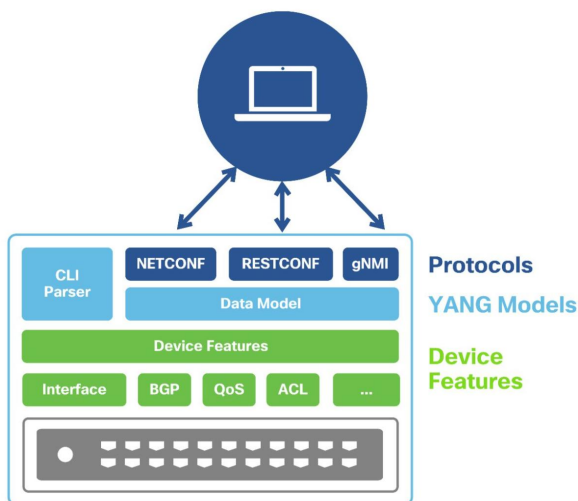 CLI
Parser
NETCONF
RESTCONF
gNMI
Protocols
Data Model
YANG Models
Device Features
Device
Features
Interface
BGP
QoS
ACL
...